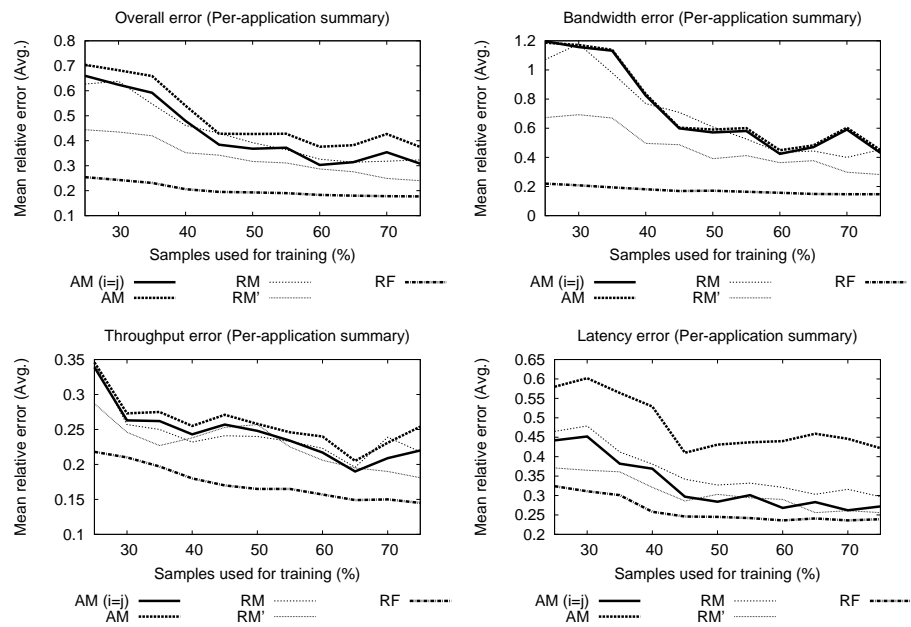 Overall error (Per-application summary)
Mean relative error (Avg.)
0.8
0.7
0.6
0.5
0.4
0.3
0.2
0.1
30 40 50 60 70
Samples used for training (%)
AM (i=j) RM RF
AM RM'
Bandwidth error (Per-application summary)
Mean relative error (Avg.)
1.2
1
0.8
0.6
0.4
0.2
0
30 40 50 60 70
Samples used for training (%)
AM (i=j) RM RF
AM RM'
Throughput error (Per-application summary)
Mean relative error (Avg.)
0.35
0.3
0.25
0.2
0.15
0.1
30 40 50 60 70
Samples used for training (%)
AM (i=j) RM RF
AM RM'
Latency error (Per-application summary)
Mean relative error (Avg.)
0.65
0.6
0.55
0.5
0.45
0.4
0.35
0.3
0.25
0.2
30 40 50 60 70
Samples used for training (%)
AM (i=j) RM RF
AM RM'